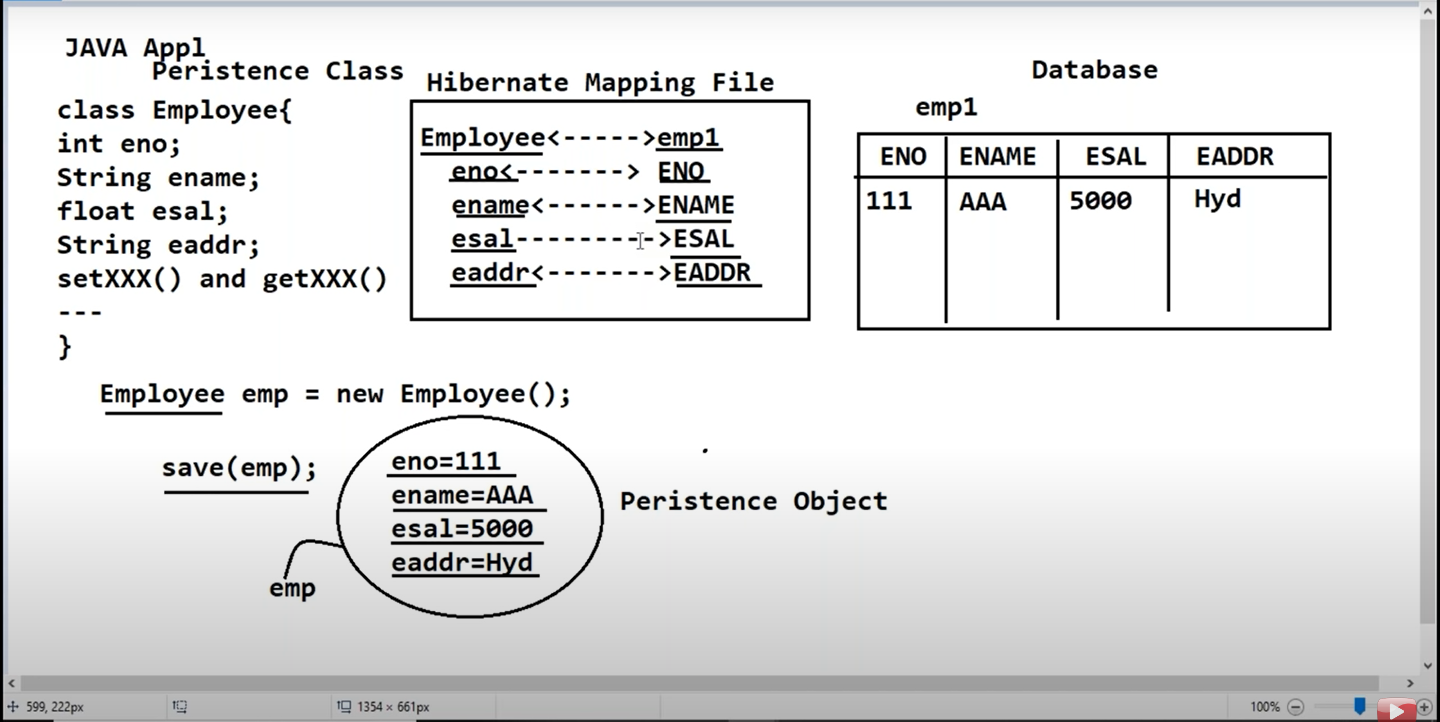 JAVA Appl
Peristence Class
class Employee{
int eno;
String ename;
float esal;
String eaddr;
setXXX() and getXXX()
---
}
Hibernate Mapping File
Employee<----->emp1
eno<-------> ENO
ename<------>ENAME
esal--------->ESAL
eaddr<------->EADDR
Database
emp1
ENO ENAME ESAL EADDR
111 AAA 5000 Hyd
Employee emp = new Employee();
save(emp);
eno=111
ename=AAA
esal=5000
eaddr=Hyd
emp
Peristence Object
599, 222px
1354 × 661px
100%